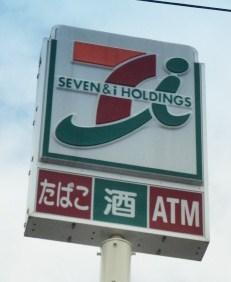 SEVEN & i HOLDINGS
たばこ 酒 ATM